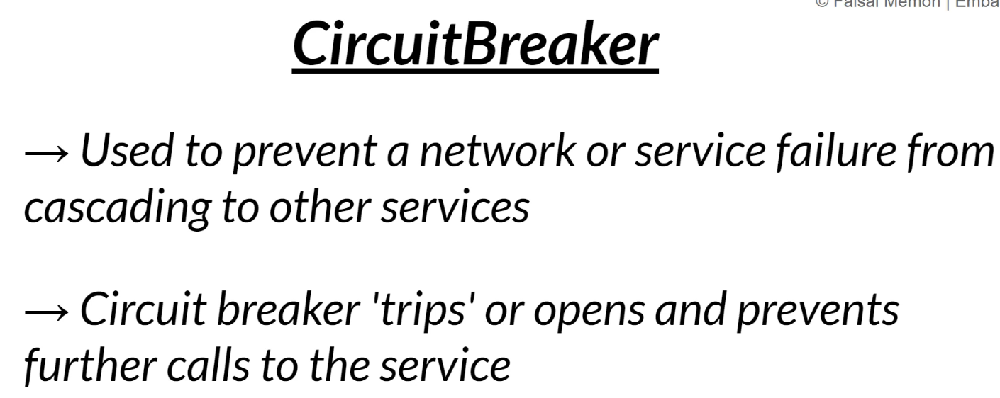 © Faisal Memon | Emba
CircuitBreaker
→ Used to prevent a network or service failure from
cascading to other services
→ Circuit breaker 'trips' or opens and prevents
further calls to the service